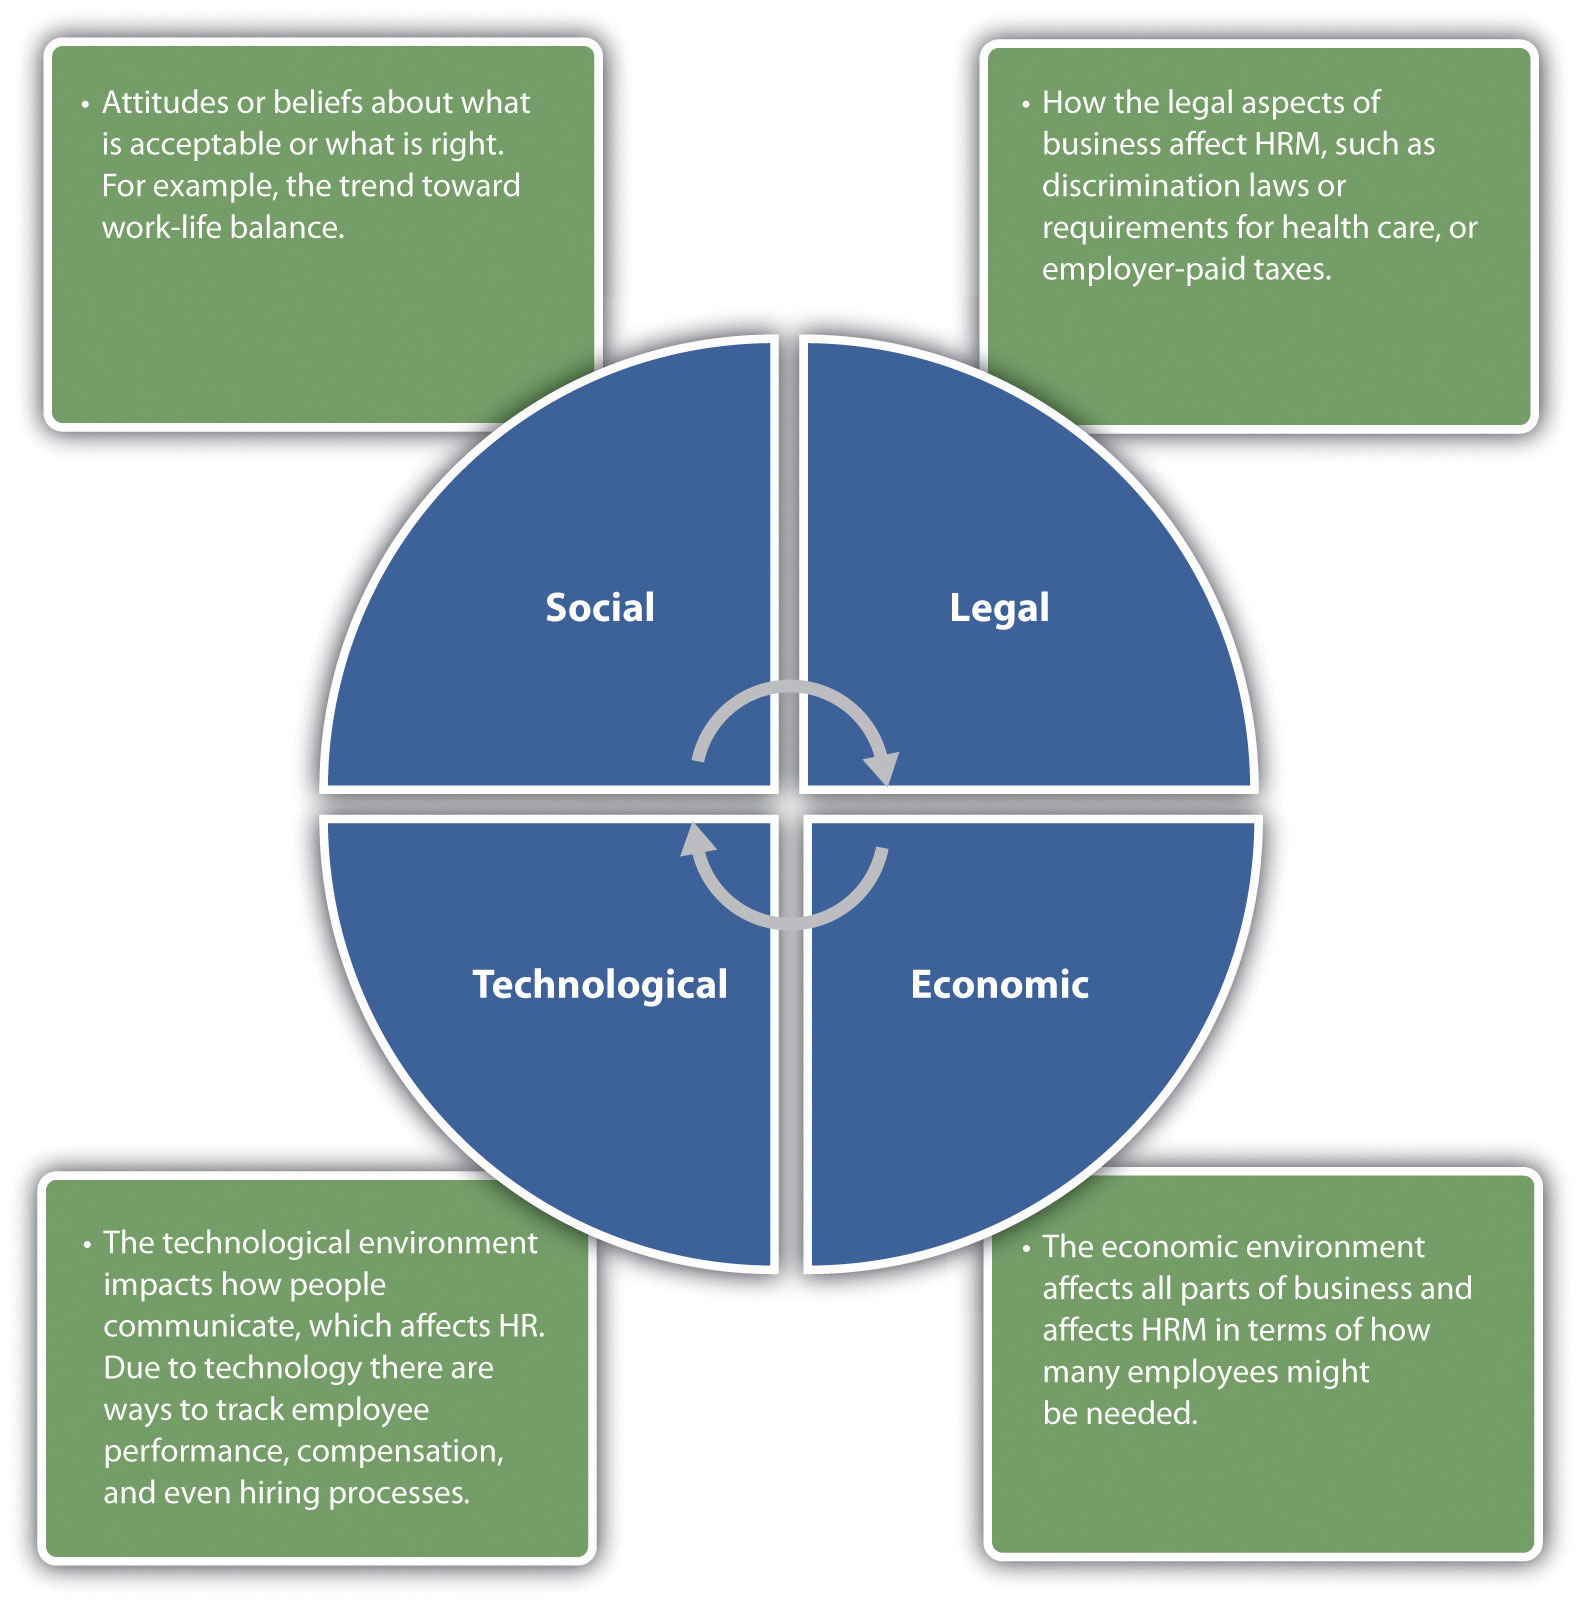 • Attitudes or beliefs about what
is acceptable or what is right.
For example, the trend toward
work-life balance.
• How the legal aspects of
business affect HRM, such as
discrimination laws or
requirements for health care, or
employer-paid taxes.
Social
Legal
Technological
Economic
• The technological environment
impacts how people
communicate, which affects HR.
Due to technology there are
ways to track employee
performance, compensation,
and even hiring processes.
• The economic environment
affects all parts of business and
affects HRM in terms of how
many employees might
be needed.